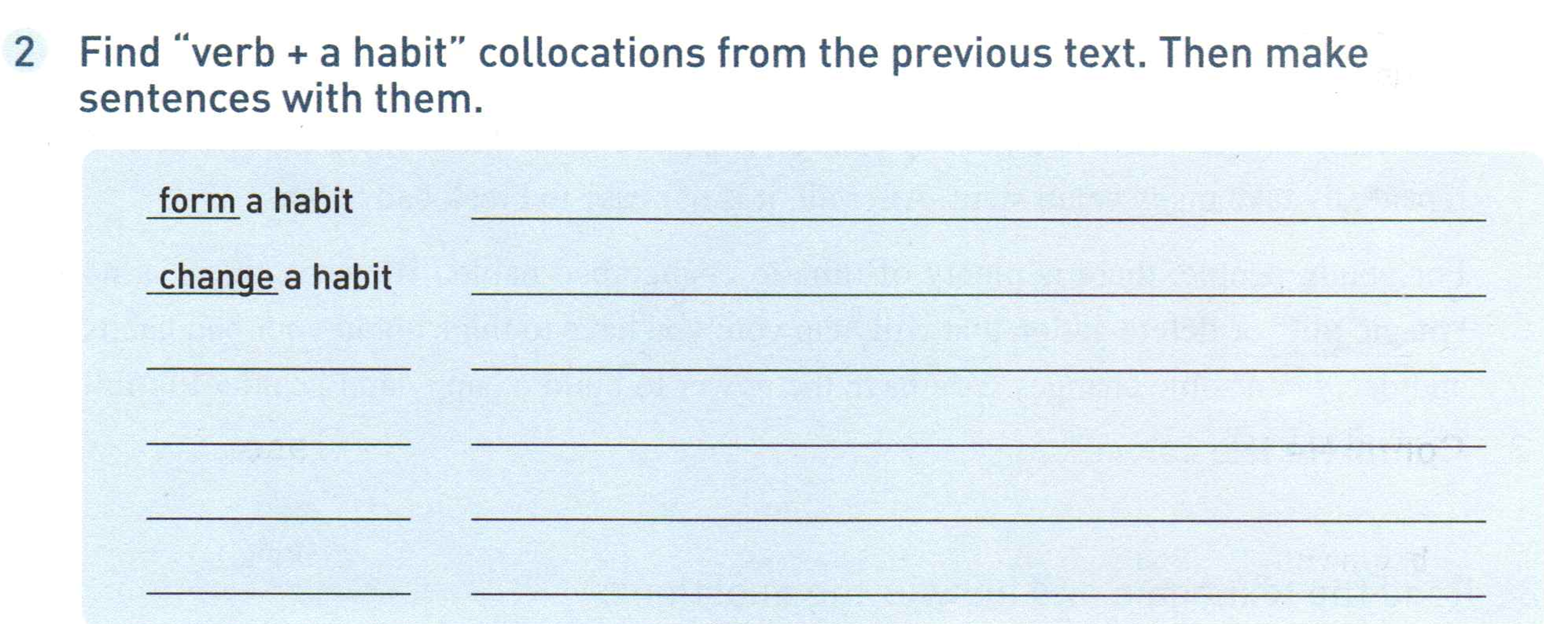 2 Find “verb + a habit” collocations from the previous text. Then make
sentences with them.
form a habit
change a habit